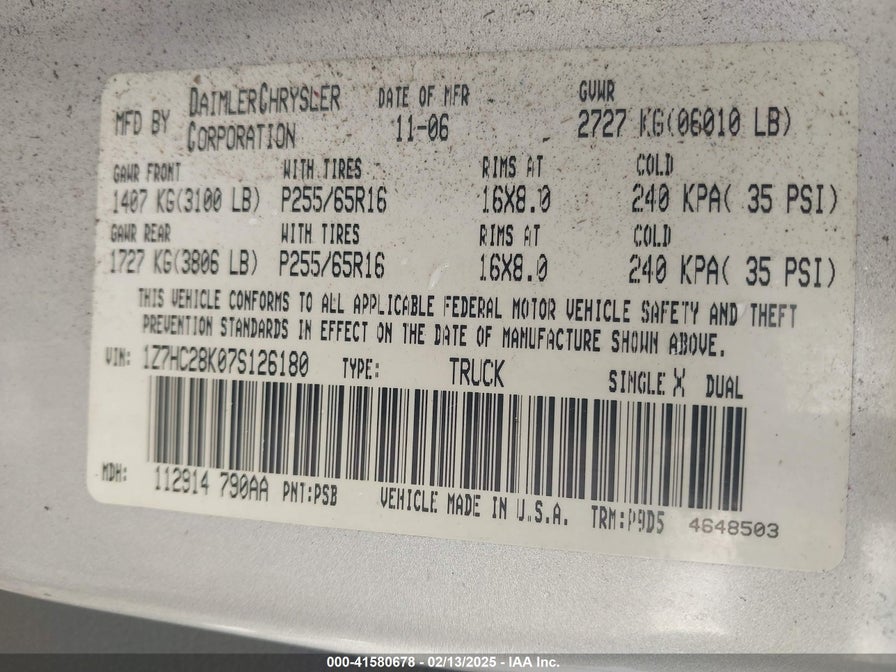 MFD BY DAIMLERCHRYSLER CORPORATION DATE OF MFR 11-06 GVWR 2727 KG(06010 LB)
GAWR FRONT WITH TIRES RIMS AT COLD
1407 KG(3100 LB) P255/65R16 16X8.0 240 KPA( 35 PSI)
GAWR REAR WITH TIRES RIMS AT COLD
1727 KG(3806 LB) P255/65R16 16X8.0 240 KPA( 35 PSI)
THIS VEHICLE CONFORMS TO ALL APPLICABLE FEDERAL MOTOR VEHICLE SAFETY AND THEFT
PREVENTION STANDARDS IN EFFECT ON THE DATE OF MANUFACTURE SHOWN ABOVE.
VIN: 1Z7HC28K07S126180 TYPE: TRUCK SINGLE X DUAL
MDH: 112914 790AA PNT:PSB VEHICLE MADE IN U.S.A. TRM:P9D5 4648503
000-41580678 - 02/13/2025 - IAA Inc.